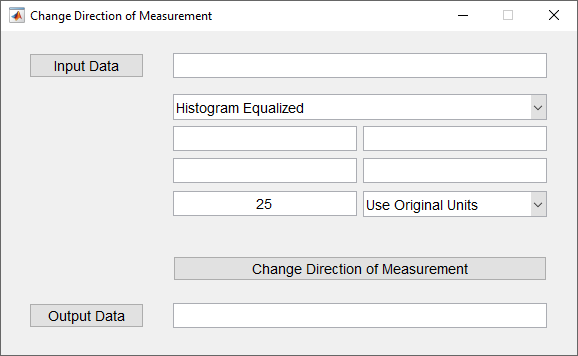 Change Direction of Measurement
Input Data
Histogram Equalized
25
Use Original Units
Change Direction of Measurement
Output Data